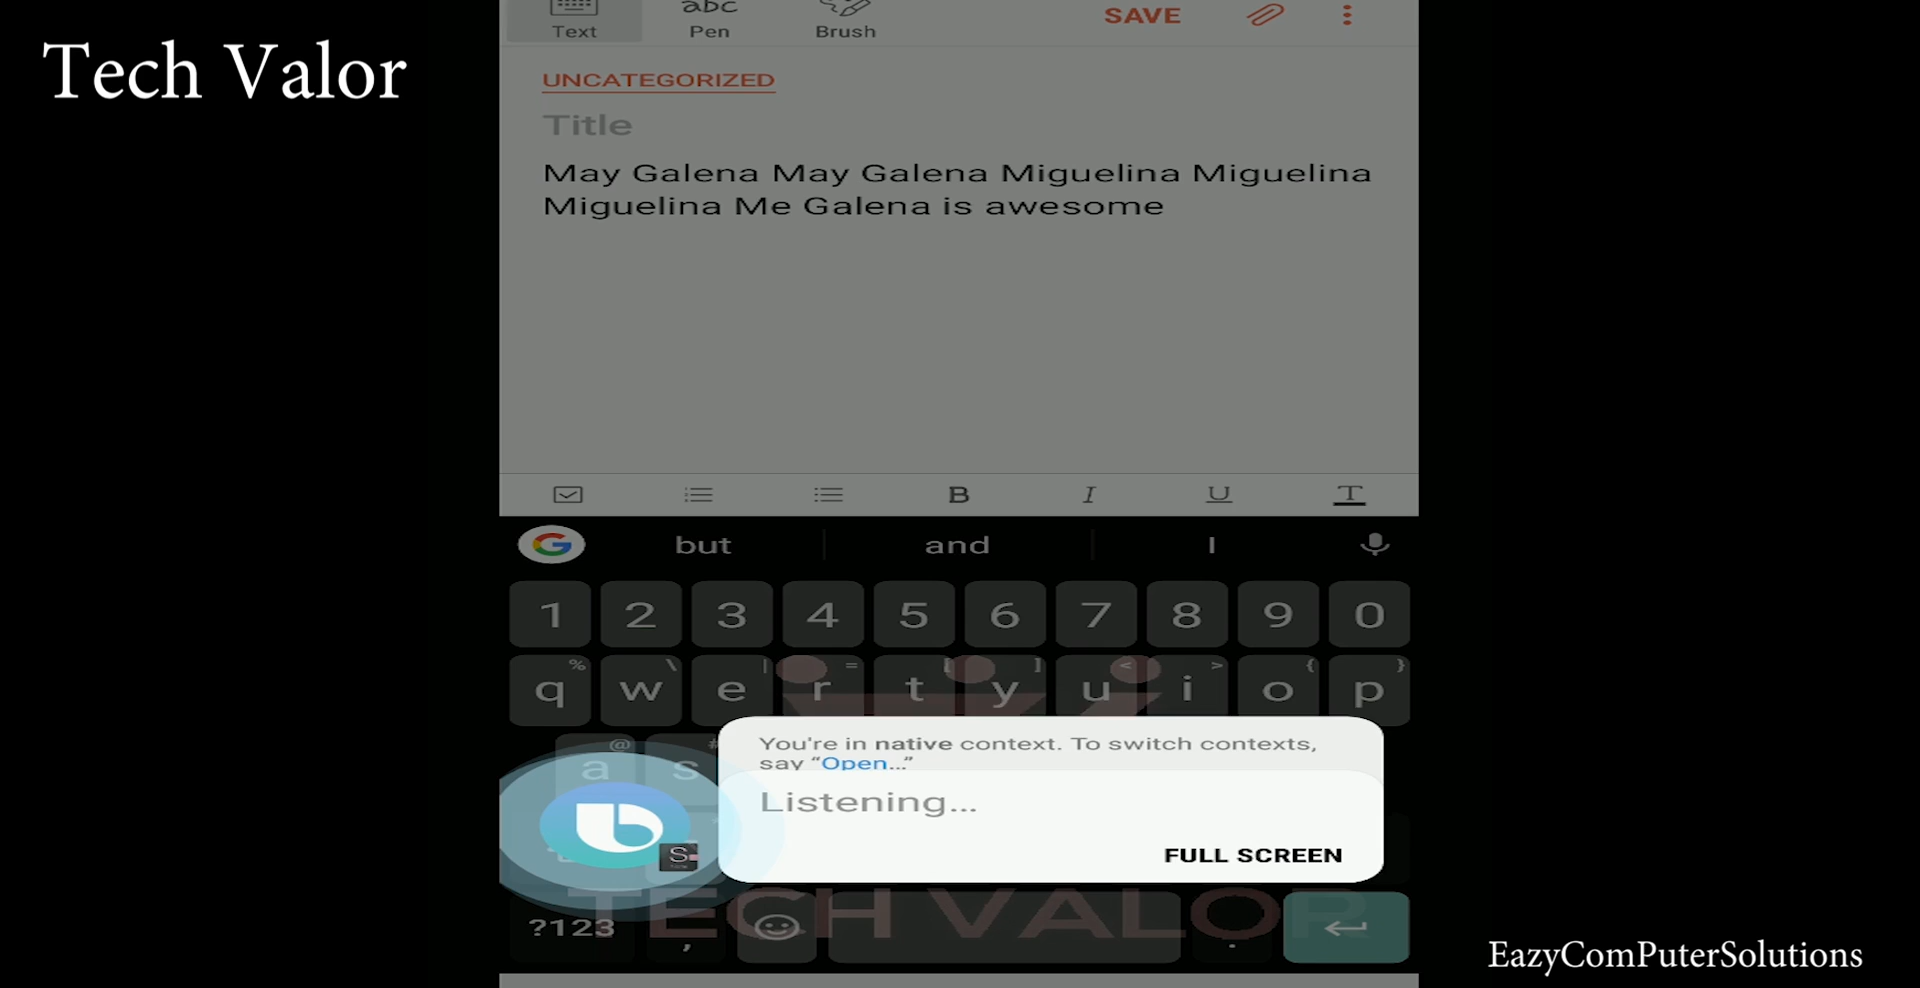 Tech Valor
Text
abc
Pen
Brush
SAVE
UNCATEGORIZED
Title
May Galena May Galena Miguelina Miguelina
Miguelina Me Galena is awesome
B I U T
G but and I
1 2 3 4 5 6 7 8 9 0
% \ | = [ ] < > { }
q w e r t y u i o p
@ #
a s
You're in native context. To switch contexts,
say “Open...”
Listening...
S
FULL SCREEN
TECH VALOR
?123 , .
EazyComPuterSolutions